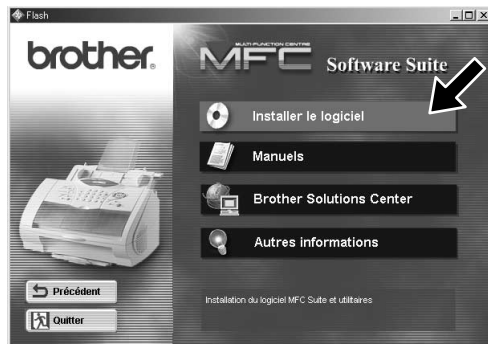 Flash
brother®
MULTI FUNCTION CENTRE
MFC Software Suite
Installer le logiciel
Manuels
Brother Solutions Center
Autres informations
Précédent
Quitter
Installation du logiciel MFC Suite et utilitaires